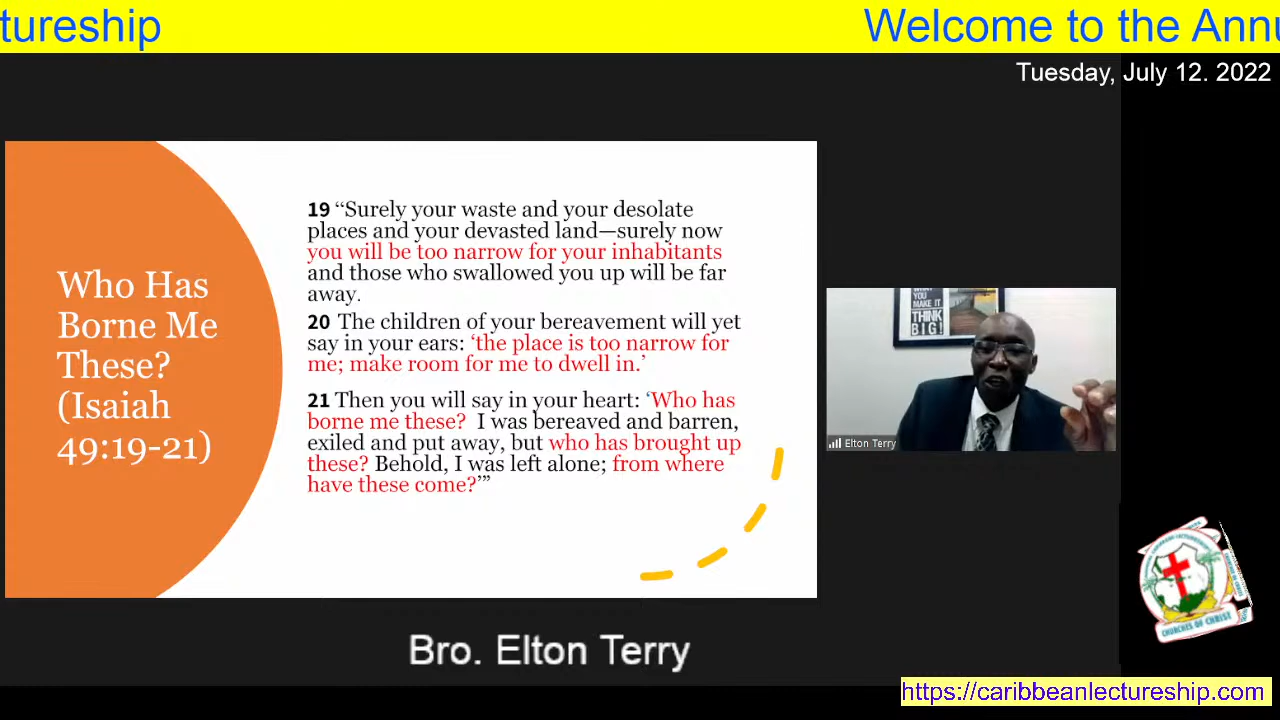 tureship
Welcome to the Annu
Tuesday, July 12. 2022
Who Has
Borne Me
These?
(Isaiah
49:19-21)
19 “Surely your waste and your desolate
places and your devasted land—surely now
you will be too narrow for your inhabitants
and those who swallowed you up will be far
away.
20 The children of your bereavement will yet
say in your ears: ‘the place is too narrow for
me; make room for me to dwell in.’
21 Then you will say in your heart: ‘Who has
borne me these? I was bereaved and barren,
exiled and put away, but who has brought up
these? Behold, I was left alone; from where
have these come?’”
YOU
MAKE IT
THINK
BIG!
Elton Terry
CHURCHES OF CHRIST
Bro. Elton Terry
https://caribbeanlectureship.com